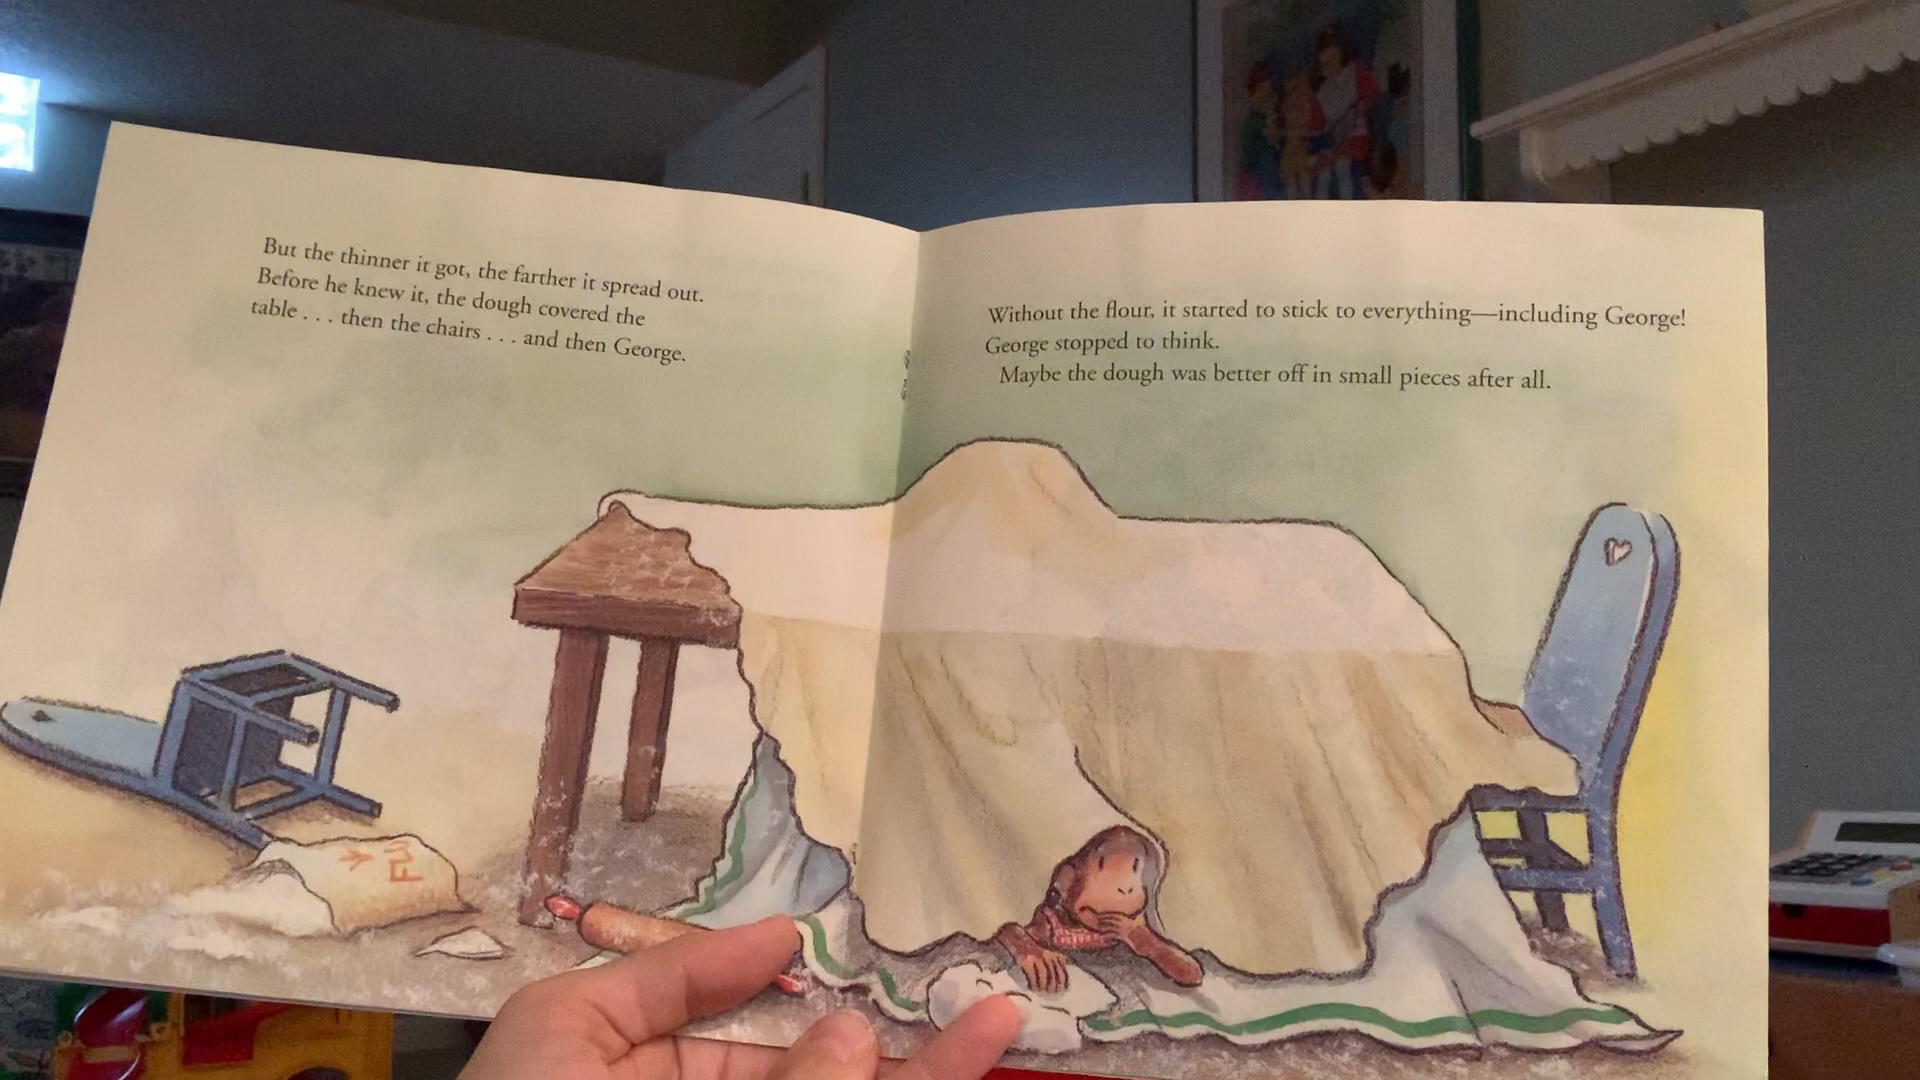 But the thinner it got, the farther it spread out.
Before he knew it, the dough covered the
table . . . then the chairs . . . and then George.
Without the flour, it started to stick to everything—including George!
George stopped to think.
Maybe the dough was better off in small pieces after all.